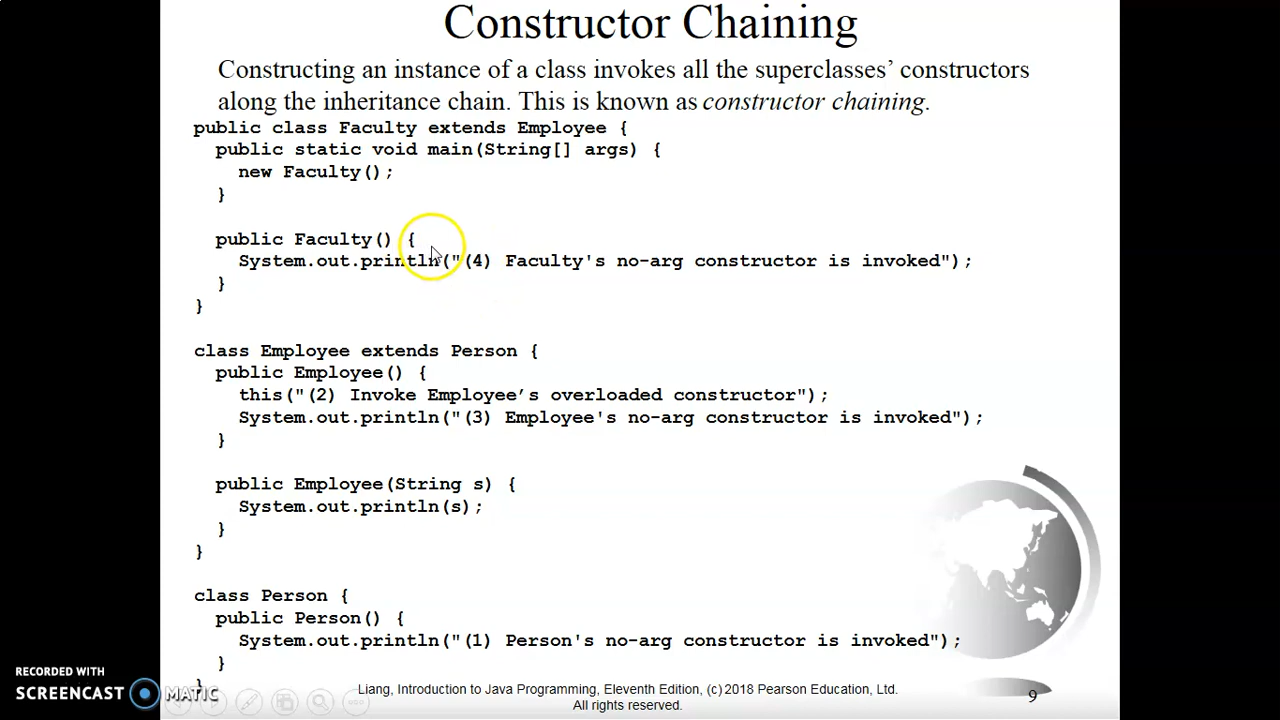 Constructor Chaining
Constructing an instance of a class invokes all the superclasses’ constructors
along the inheritance chain. This is known as constructor chaining.
public class Faculty extends Employee {
public static void main(String[] args) {
new Faculty();
}
public Faculty() {
System.out.println("(4) Faculty's no-arg constructor is invoked");
}
}
class Employee extends Person {
public Employee() {
this("(2) Invoke Employee’s overloaded constructor");
System.out.println("(3) Employee's no-arg constructor is invoked");
}
public Employee(String s) {
System.out.println(s);
}
}
class Person {
public Person() {
System.out.println("(1) Person's no-arg constructor is invoked");
}
}
Liang, Introduction to Java Programming, Eleventh Edition, (c) 2018 Pearson Education, Ltd.
All rights reserved.
9
RECORDED WITH
SCREENCAST MATIC